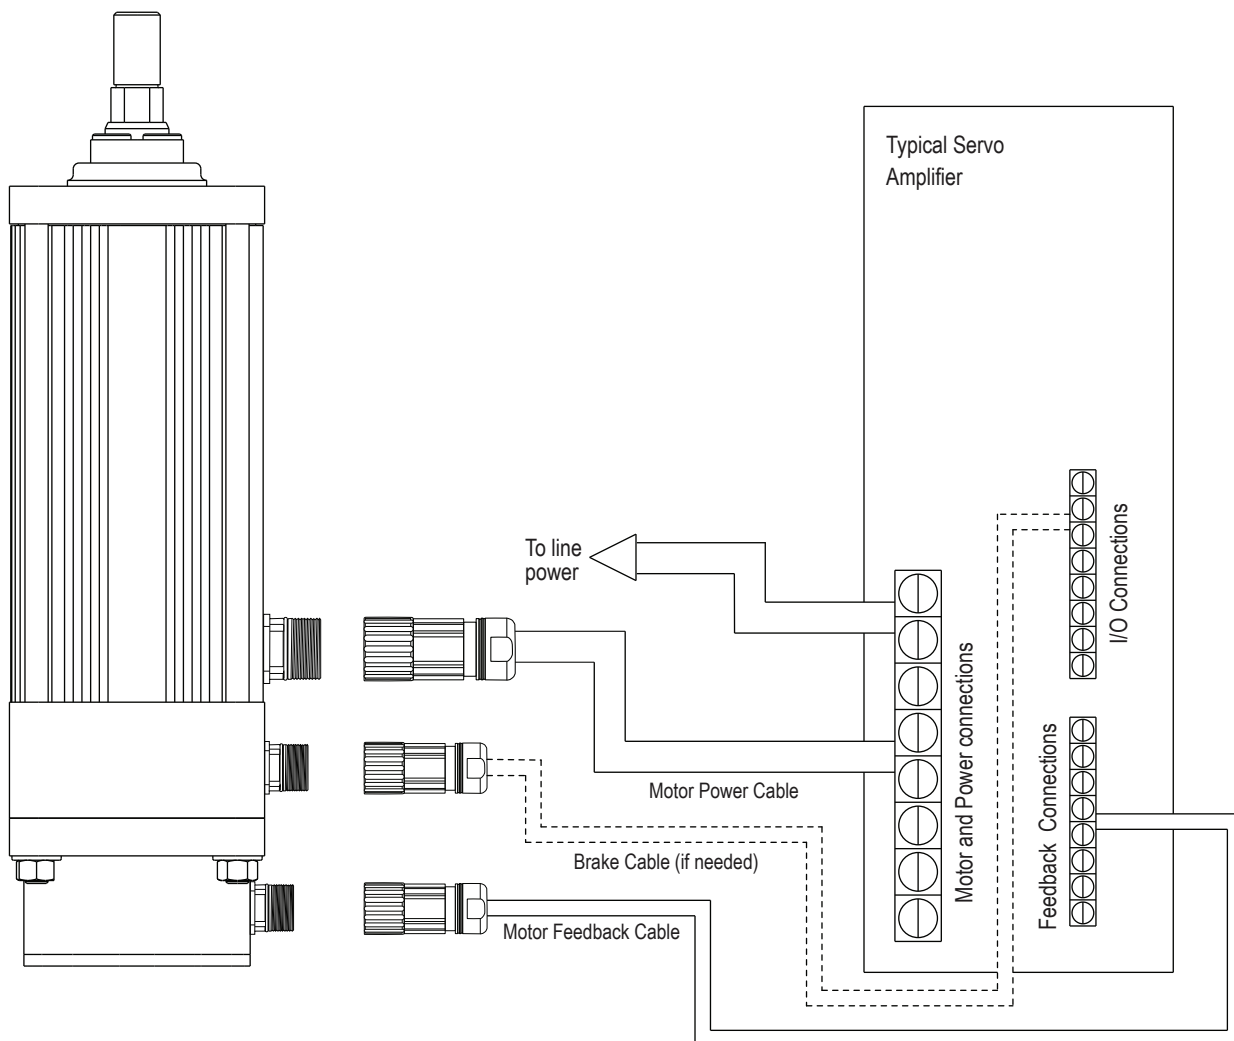 Typical Servo
Amplifier
To line
power
I/O Connections
Motor and Power connections
Feedback Connections
Motor Power Cable
Brake Cable (if needed)
Motor Feedback Cable